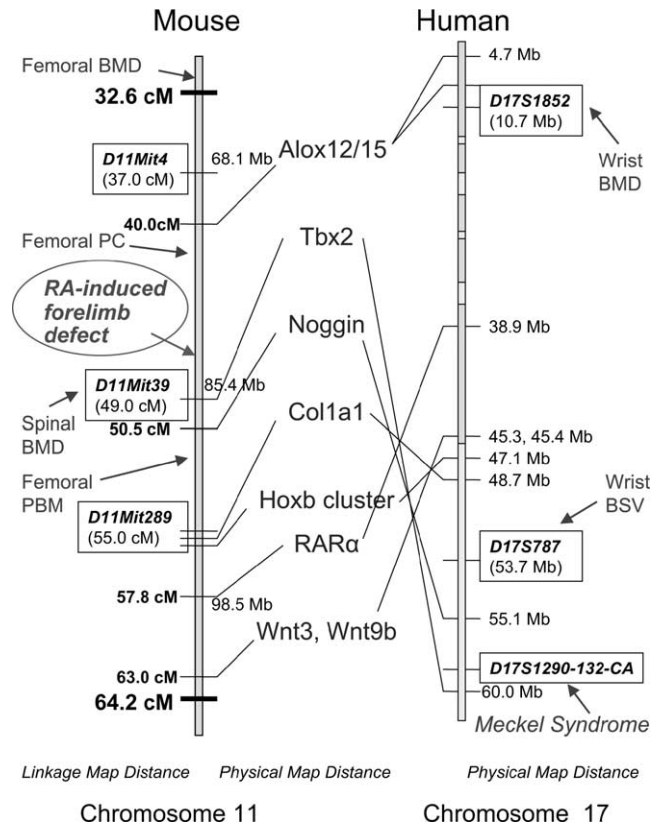 Mouse
Human
Femoral BMD
32.6 cM
D11Mit4
(37.0 cM)
68.1 Mb
40.0cM
Femoral PC
RA-induced
forelimb
defect
D11Mit39
(49.0 cM)
85.4 Mb
Spinal
BMD
50.5 cM
Femoral
PBM
D11Mit289
(55.0 cM)
57.8 cM
98.5 Mb
63.0 cM
64.2 cM
Alox12/15
Tbx2
Noggin
Col1a1
Hoxb cluster
RARα
Wnt3, Wnt9b
4.7 Mb
D17S1852
(10.7 Mb)
Wrist
BMD
38.9 Mb
45.3, 45.4 Mb
47.1 Mb
48.7 Mb
Wrist
BSV
D17S787
(53.7 Mb)
55.1 Mb
D17S1290-132-CA
60.0 Mb
Meckel Syndrome
Linkage Map Distance
Physical Map Distance
Physical Map Distance
Chromosome 11
Chromosome 17